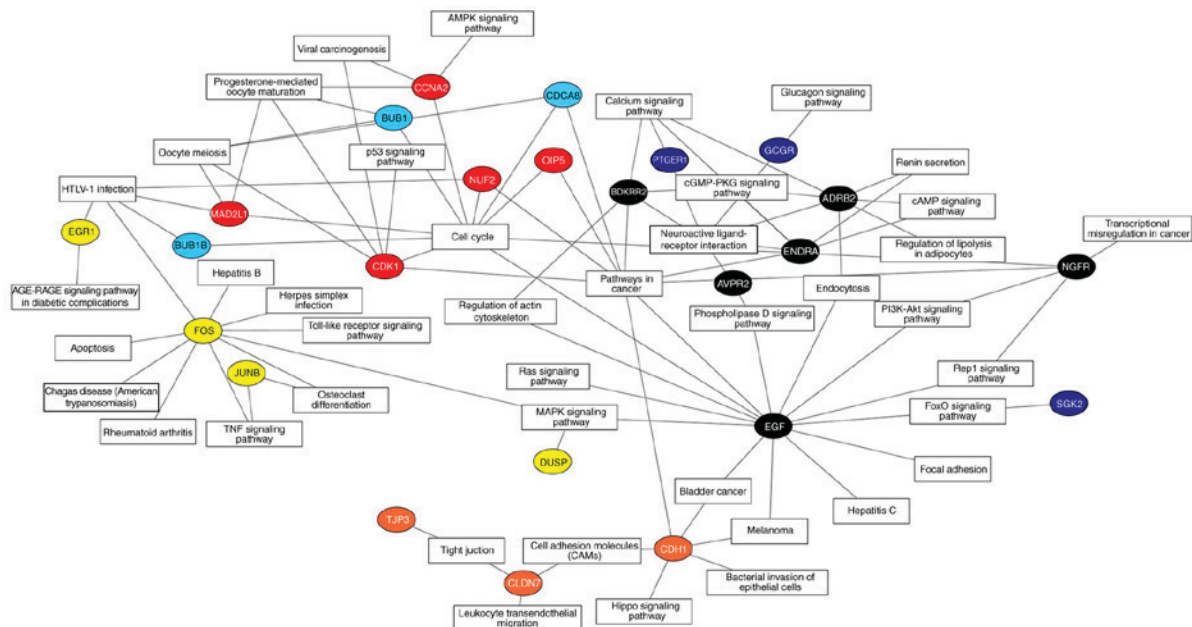 AMPK signaling
pathway
Viral carcinogenesis
Progesterone-mediated
oocyte maturation
CCNA2
CDCA8
Glucagon signaling
pathway
Calcium signaling
pathway
BUB1
Oocyte meiosis
p53 signaling
pathway
OIP5
PTGER1
GCGR
Renin secretion
HTLV-1 infection
NUF2
BDKRR2
cGMP-PKG signaling
pathway
ADRB2
cAMP signaling
pathway
MAD2L1
EGR1
BUB1B
Cell cycle
Neuroactive ligand-
receptor interaction
ENDRA
Regulation of lipolysis
in adipocytes
Transcriptional
misregulation in cancer
CDK1
Hepatitis B
Pathways in
cancer
AVPR2
Endocytosis
NGFR
AGE-RAGE signaling pathway
in diabetic complications
Herpes simplex
infection
Regulation of actin
cytoskeleton
Phospholipase D signaling
pathway
PI3K-Akt signaling
pathway
FOS
Toll-like receptor signaling
pathway
Apoptosis
JUNB
Ras signaling
pathway
Rep1 signaling
pathway
Chagas disease (American
trypanosomiasis)
Osteoclast
differentiation
MAPK signaling
pathway
FoxO signaling
pathway
SGK2
Rheumatoid arthritis
TNF signaling
pathway
EGF
DUSP
Focal adhesion
Bladder cancer
Hepatitis C
TJP3
Melanoma
Tight juction
Cell adhesion molecules
(CAMs)
CDH1
CLDN7
Bacterial invasion of
epithelial cells
Leukocyte transendothelial
migration
Hippo signaling
pathway